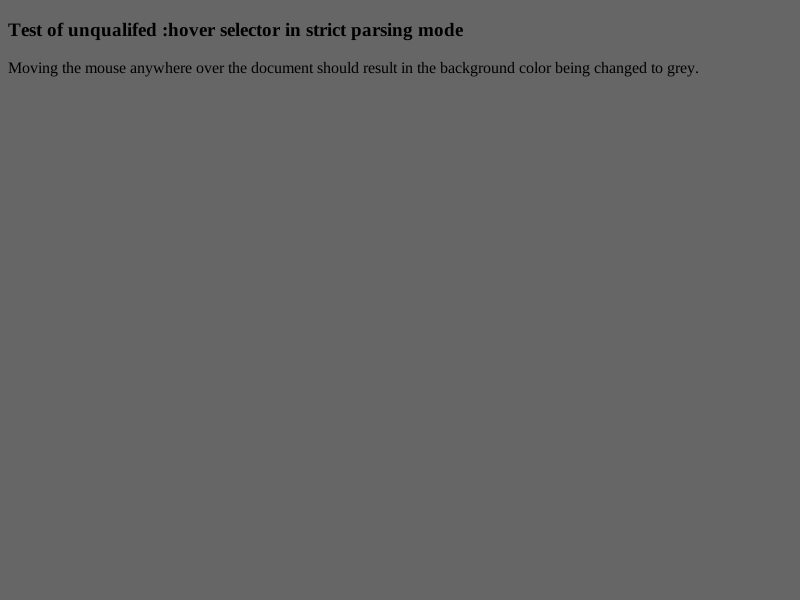 Test of unqualifed :hover selector in strict parsing mode
Moving the mouse anywhere over the document should result in the background color being changed to grey.